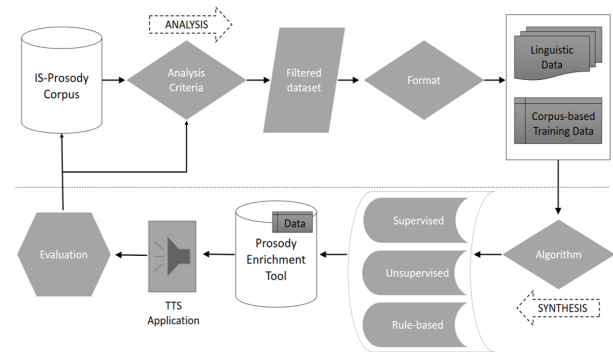 ANALYSIS
IS-Prosody
Corpus
Analysis
Criteria
Filtered
dataset
Format
Linguistic
Data
Corpus-based
Training Data
Evaluation
TTS
Application
Data
Prosody
Enrichment
Tool
Supervised
Unsupervised
Rule-based
Algorithm
SYNTHESIS